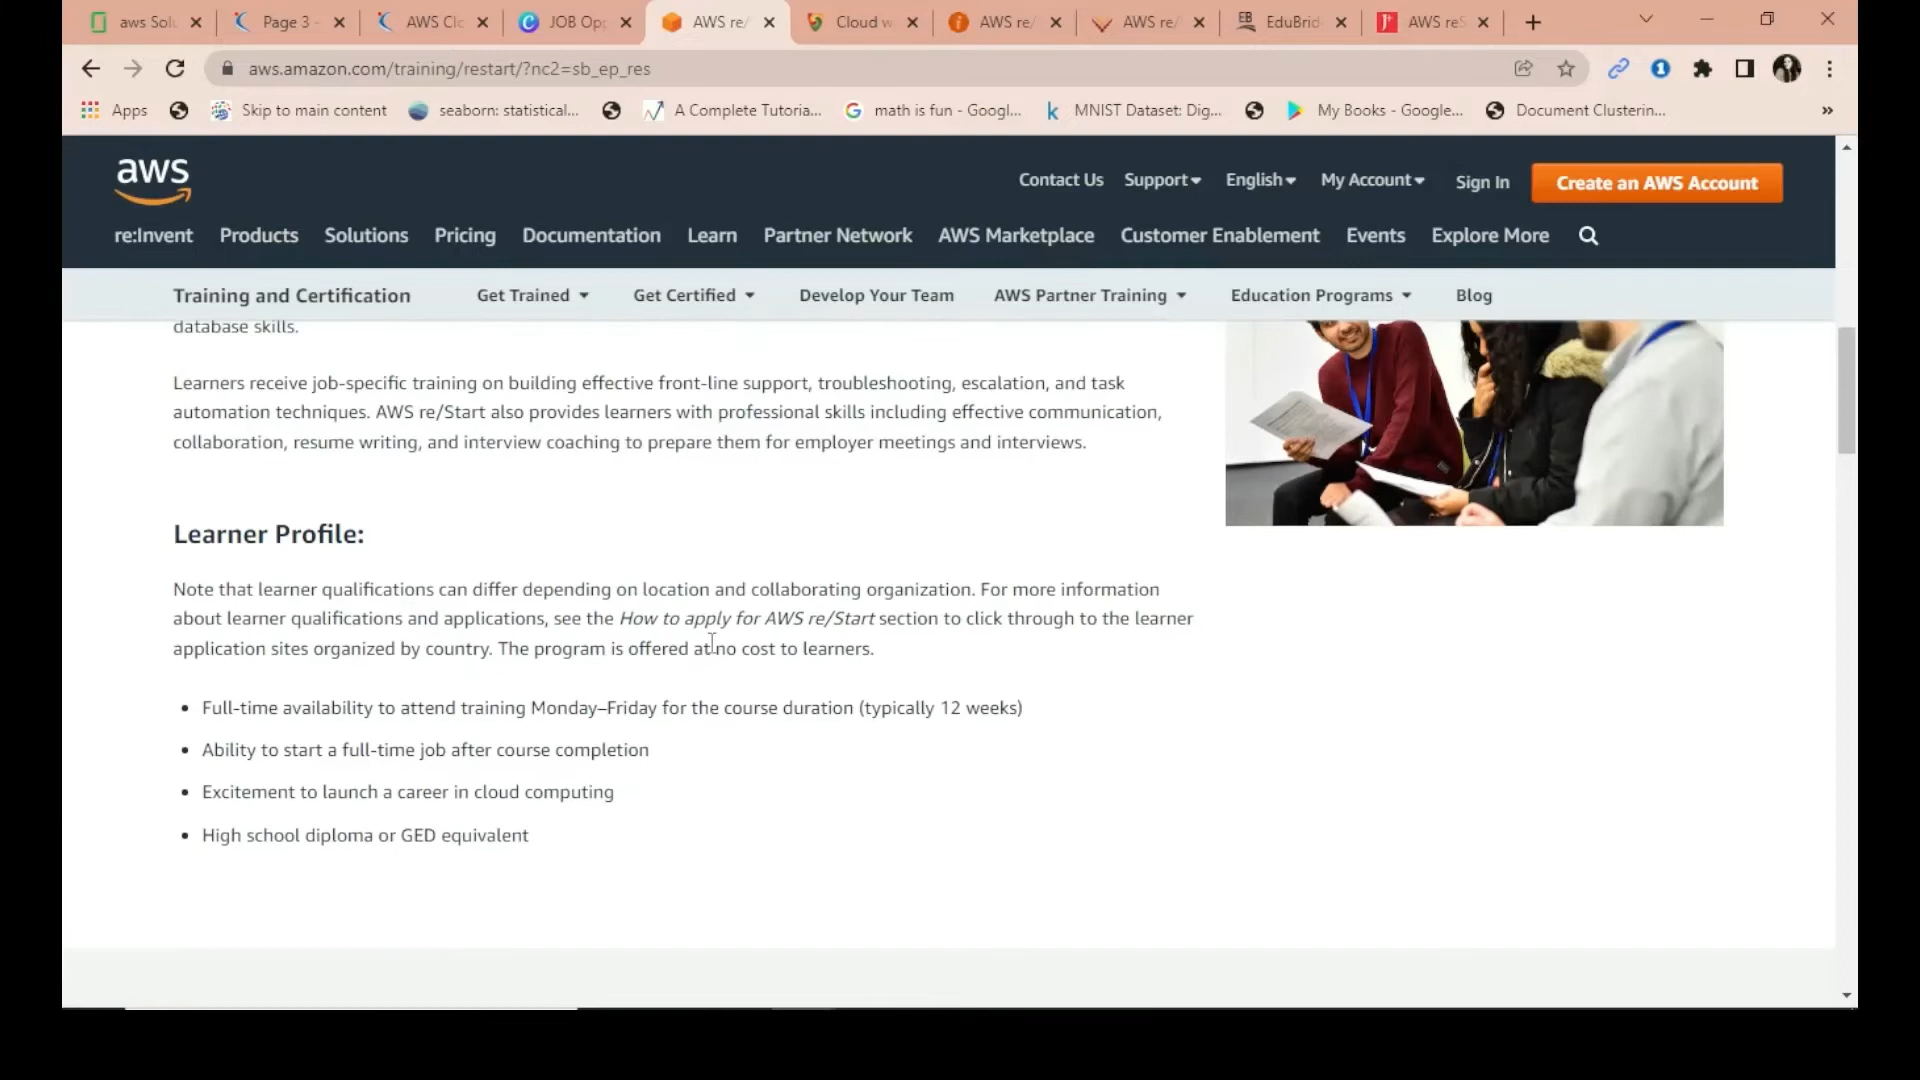 aws Solu
Page 3 -
AWS Clo
JOB Opp
AWS re/
Cloud w
AWS re/
AWS re/
EduBrid
AWS reS
aws.amazon.com/training/restart/?nc2=sb_ep_res
Apps
Skip to main content
seaborn: statistical...
A Complete Tutoria...
math is fun - Googl...
MNIST Dataset: Dig...
My Books - Google...
Document Clusterin...
»
aws
Contact Us
Support
English
My Account
Sign In
Create an AWS Account
re:Invent
Products
Solutions
Pricing
Documentation
Learn
Partner Network
AWS Marketplace
Customer Enablement
Events
Explore More
Training and Certification
Get Trained
Get Certified
Develop Your Team
AWS Partner Training
Education Programs
Blog
database skills.
Learners receive job-specific training on building effective front-line support, troubleshooting, escalation, and task
automation techniques. AWS re/Start also provides learners with professional skills including effective communication,
collaboration, resume writing, and interview coaching to prepare them for employer meetings and interviews.
Learner Profile:
Note that learner qualifications can differ depending on location and collaborating organization. For more information
about learner qualifications and applications, see the How to apply for AWS re/Start section to click through to the learner
application sites organized by country. The program is offered at no cost to learners.
• Full-time availability to attend training Monday–Friday for the course duration (typically 12 weeks)
• Ability to start a full-time job after course completion
• Excitement to launch a career in cloud computing
• High school diploma or GED equivalent